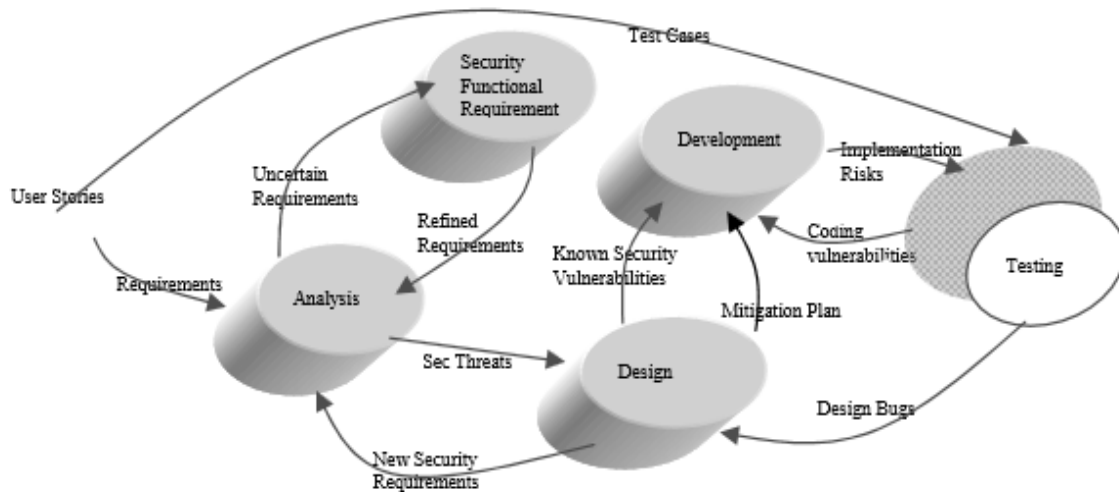 Test Cases
Security
Functional
Requirement
Development
Implementation
Risks
User Stories
Uncertain
Requirements
Refined
Requirements
Known Security
Vulnerabilities
Coding
vulnerabilities
Testing
Requirements
Analysis
Mitigation Plan
Sec Threats
Design
Design Bugs
New Security
Requirements